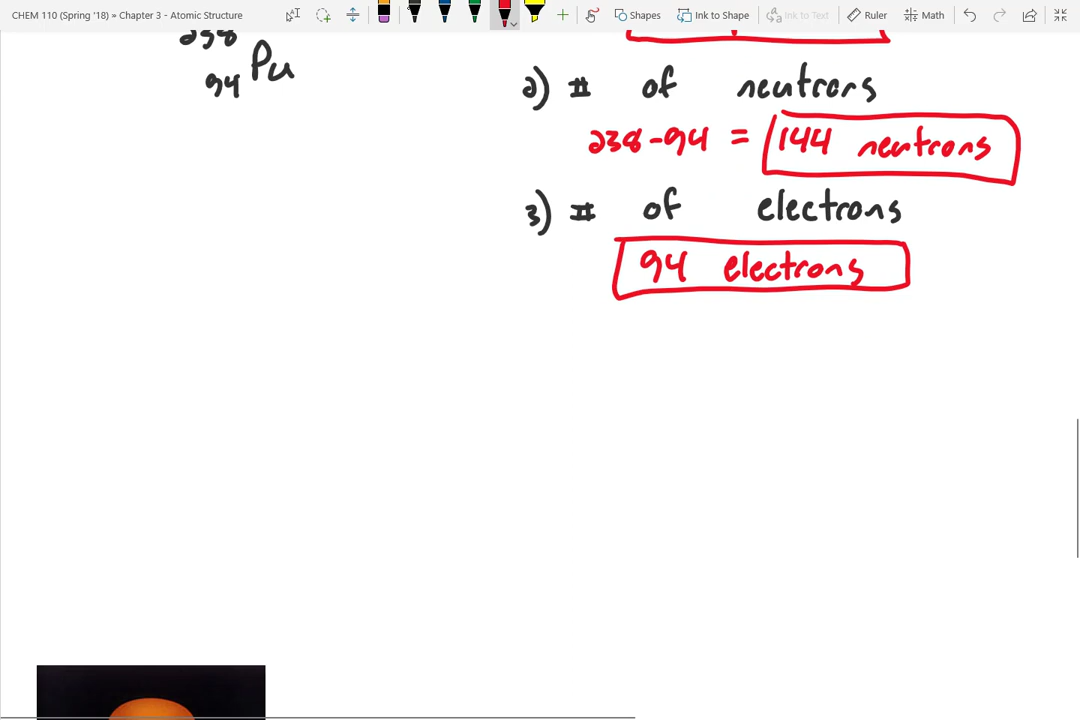 CHEM 110 (Spring '18) » Chapter 3 - Atomic Structure
Shapes Ink to Shape Ink to Text Ruler Math
238
94 Pu
2) # of neutrons
238-94 = 144 neutrons
3) # of electrons
94 electrons